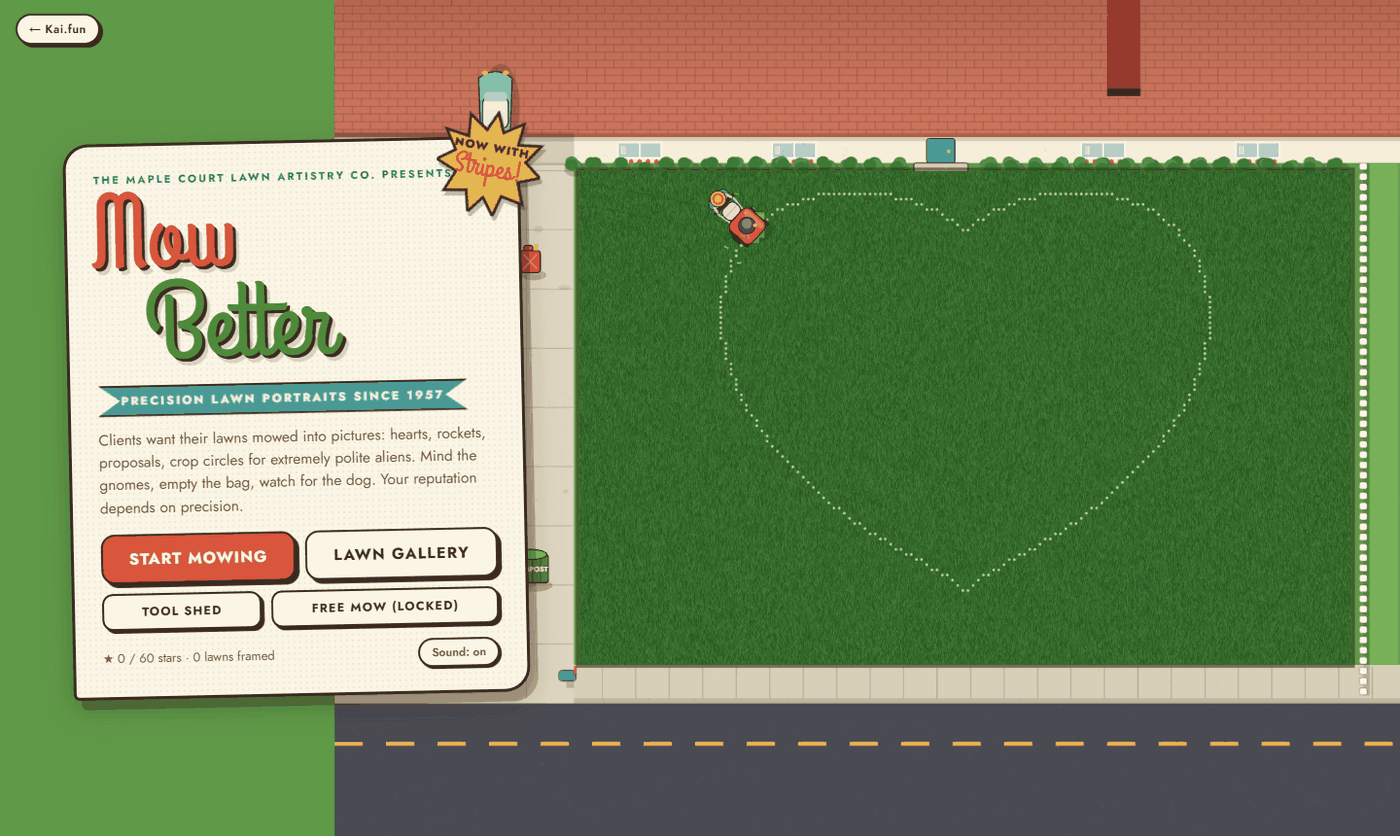 ← Kai.fun
NOW WITH
Stripes!
THE MAPLE COURT LAWN ARTISTRY CO. PRESENTS
Mow
Better
PRECISION LAWN PORTRAITS SINCE 1957
Clients want their lawns mowed into pictures: hearts, rockets,
proposals, crop circles for extremely polite aliens. Mind the
gnomes, empty the bag, watch for the dog. Your reputation
depends on precision.
START MOWING
LAWN GALLERY
TOOL SHED
FREE MOW (LOCKED)
★ 0 / 60 stars · 0 lawns framed
Sound: on